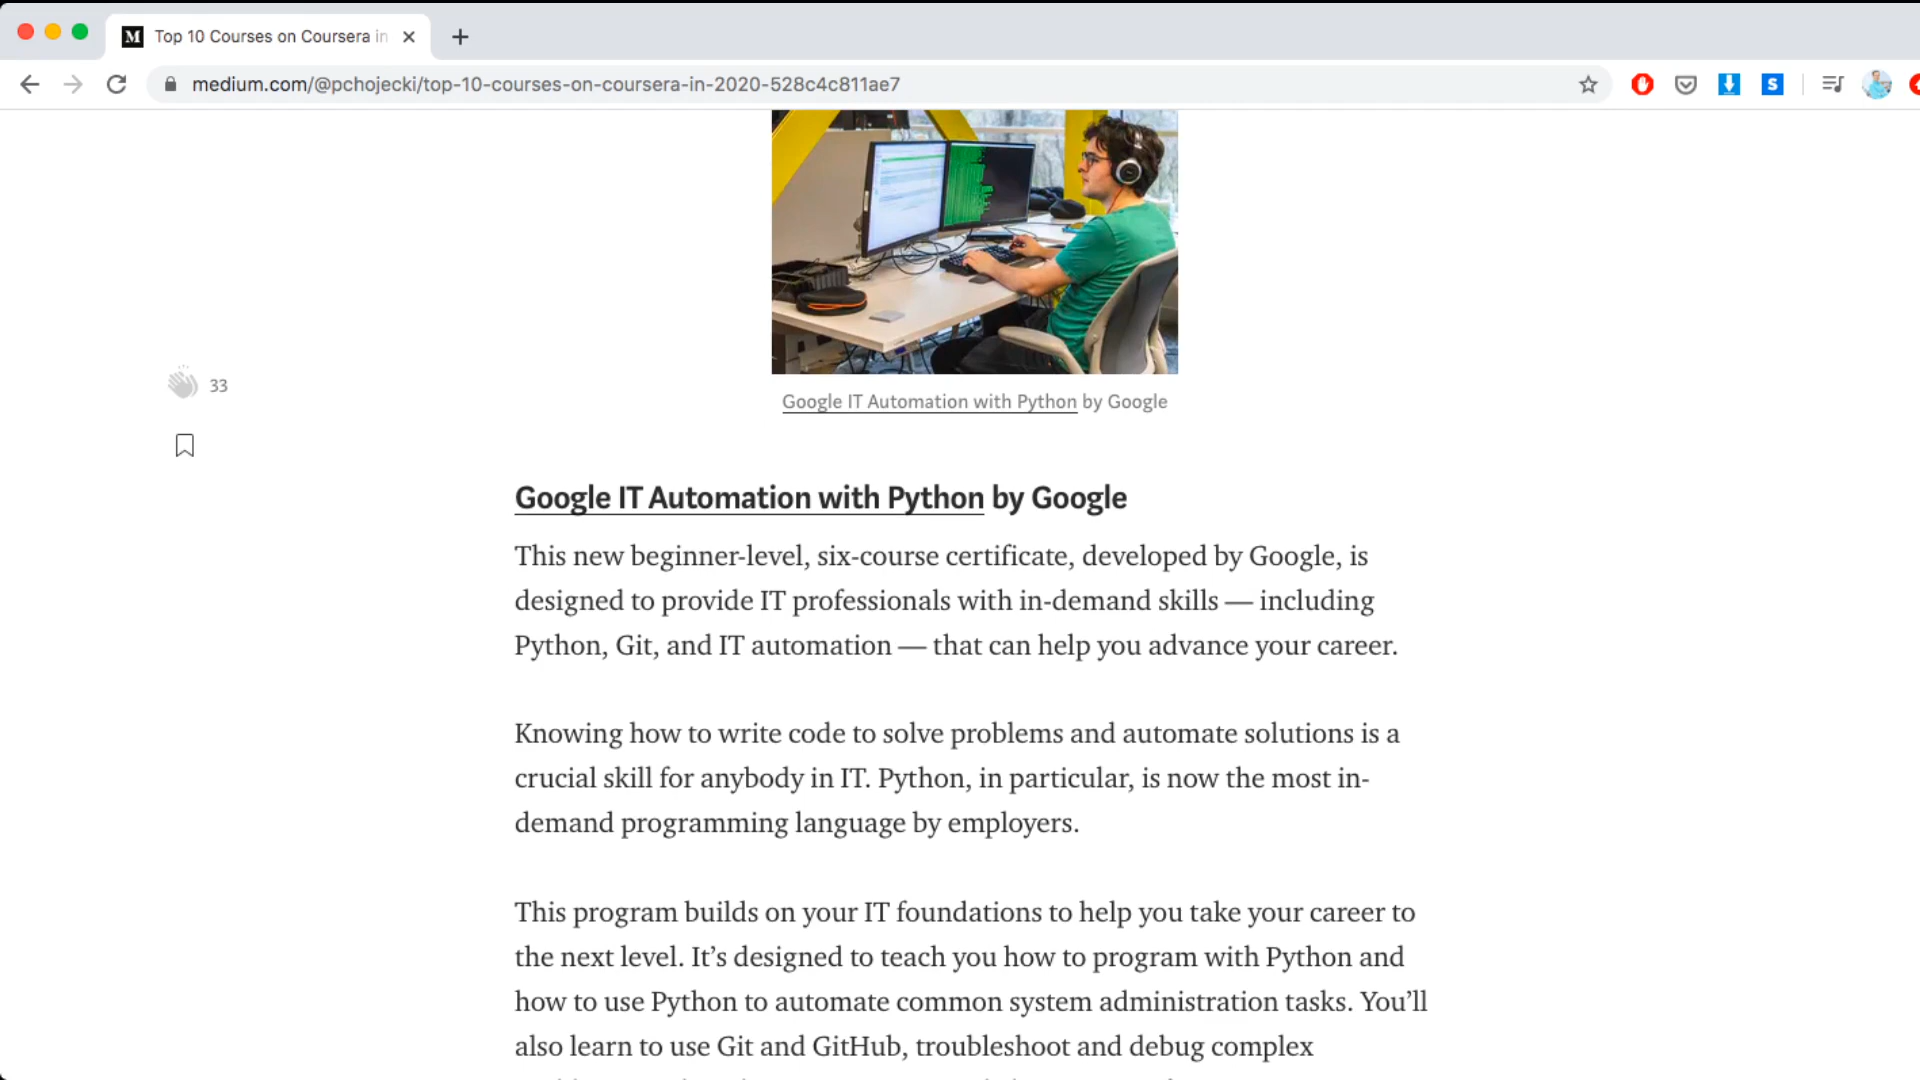 Top 10 Courses on Coursera in
medium.com/@pchojecki/top-10-courses-on-coursera-in-2020-528c4c811ae7
33
Google IT Automation with Python by Google
Google IT Automation with Python by Google
This new beginner-level, six-course certificate, developed by Google, is
designed to provide IT professionals with in-demand skills — including
Python, Git, and IT automation — that can help you advance your career.
Knowing how to write code to solve problems and automate solutions is a
crucial skill for anybody in IT. Python, in particular, is now the most in-
demand programming language by employers.
This program builds on your IT foundations to help you take your career to
the next level. It’s designed to teach you how to program with Python and
how to use Python to automate common system administration tasks. You’ll
also learn to use Git and GitHub, troubleshoot and debug complex